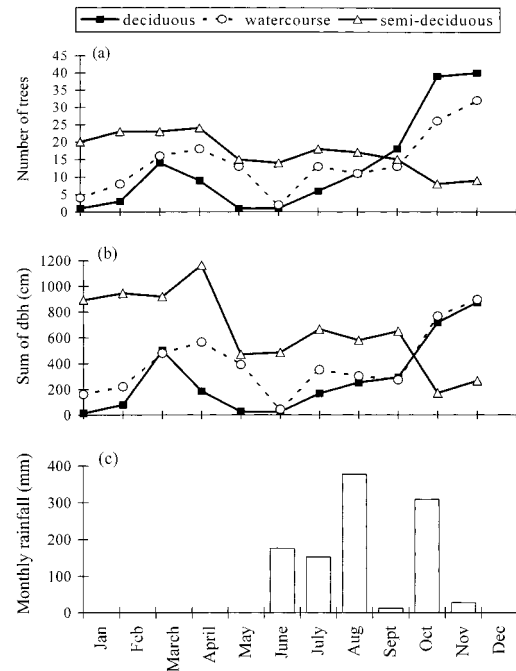 deciduous watercourse semi-deciduous
(a)
Number of trees
45
40
35
30
25
20
15
10
5
0
(b)
Sum of dbh (cm)
1200
1000
800
600
400
200
0
(c)
Monthly rainfall (mm)
400
300
200
100
0
Jan
Feb
March
April
May
June
July
Aug
Sept
Oct
Nov
Dec